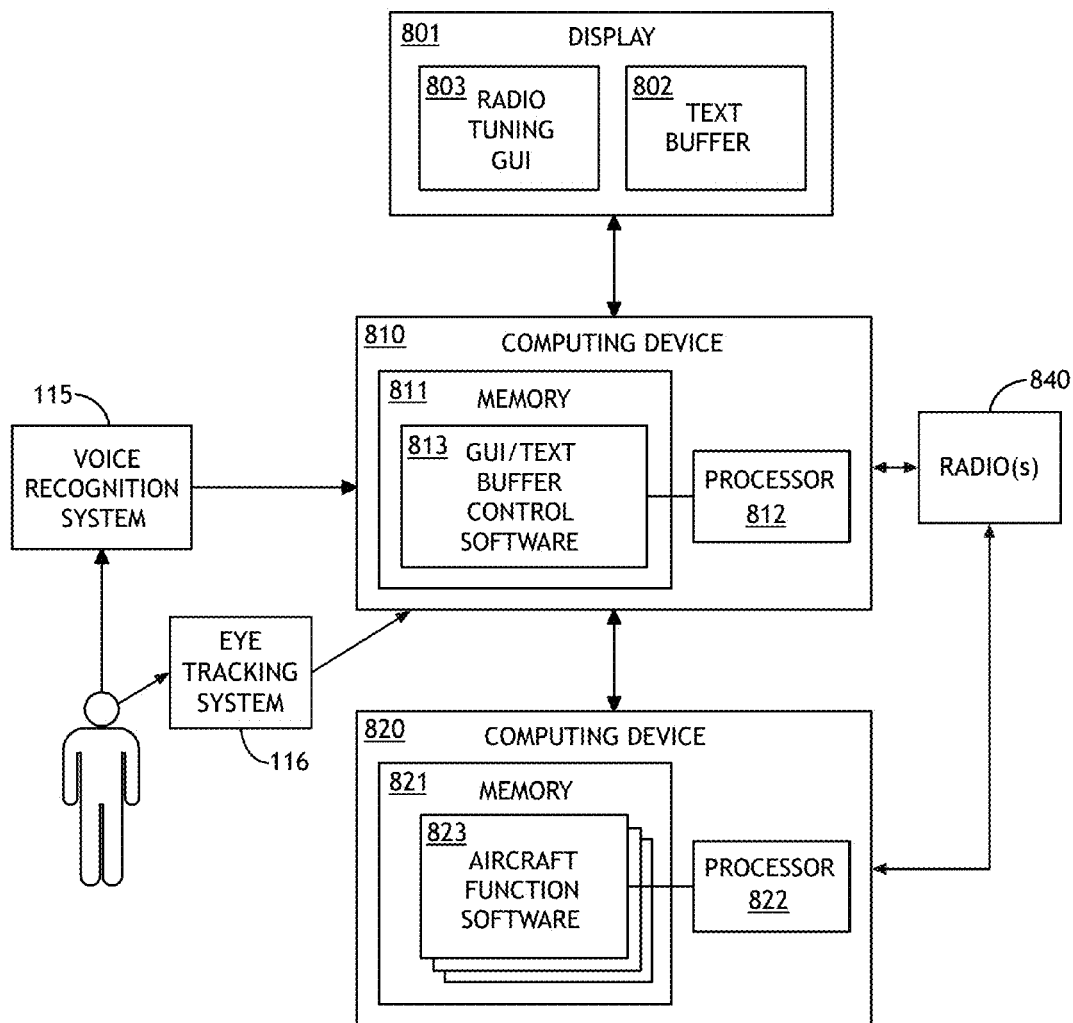 801
DISPLAY
803
RADIO
TUNING
GUI
802
TEXT
BUFFER
810
COMPUTING DEVICE
811
MEMORY
813
GUI/TEXT
BUFFER
CONTROL
SOFTWARE
PROCESSOR
812
115
VOICE
RECOGNITION
SYSTEM
840
RADIO(s)
EYE
TRACKING
SYSTEM
116
820
COMPUTING DEVICE
821
MEMORY
823
AIRCRAFT
FUNCTION
SOFTWARE
PROCESSOR
822